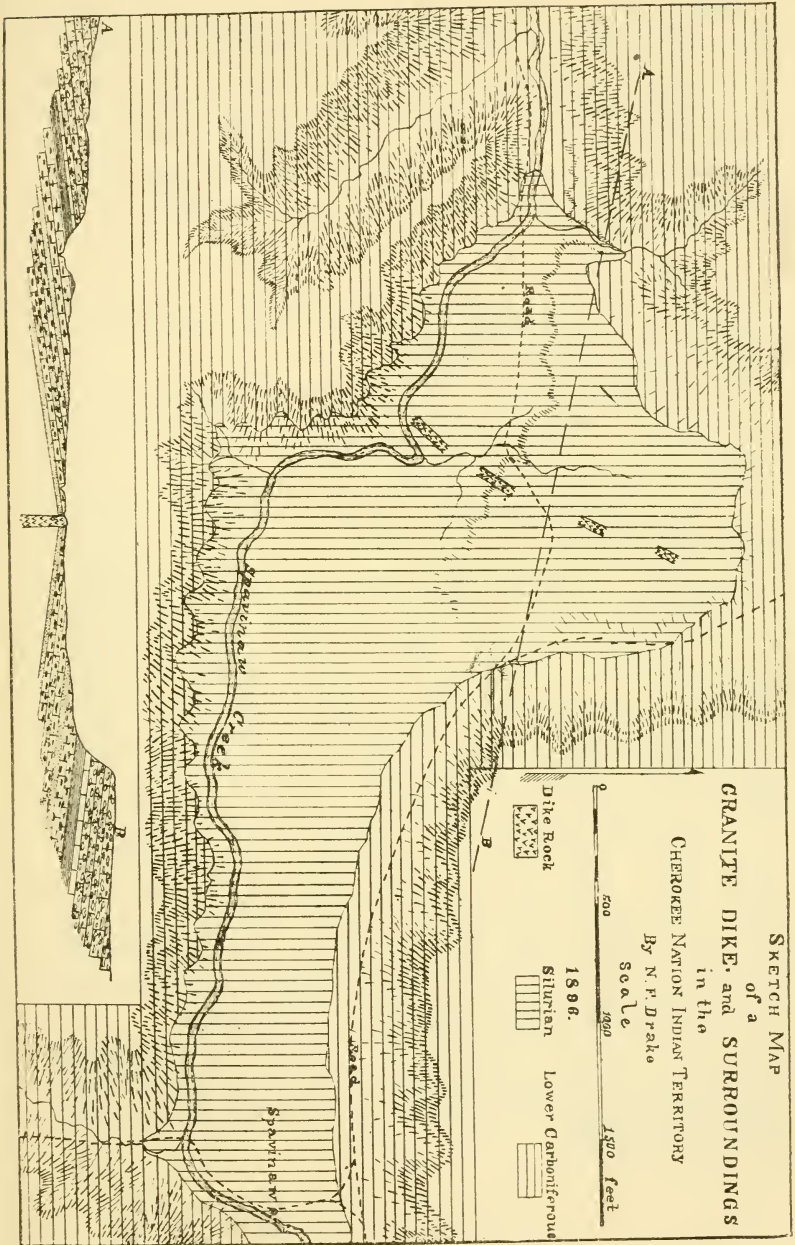 SKETCH MAP
of a
GRANITE DIKE, and SURROUNDINGS
in the
CHEROKEE NATION INDIAN TERRITORY
By N. F. Drake
Scale
0 500 1000 1500 feet
1896.
Dike Rock Silurian Lower Carboniferous
A
B
Road
Road
Spavinaw Creek
Spavinaw
A
B